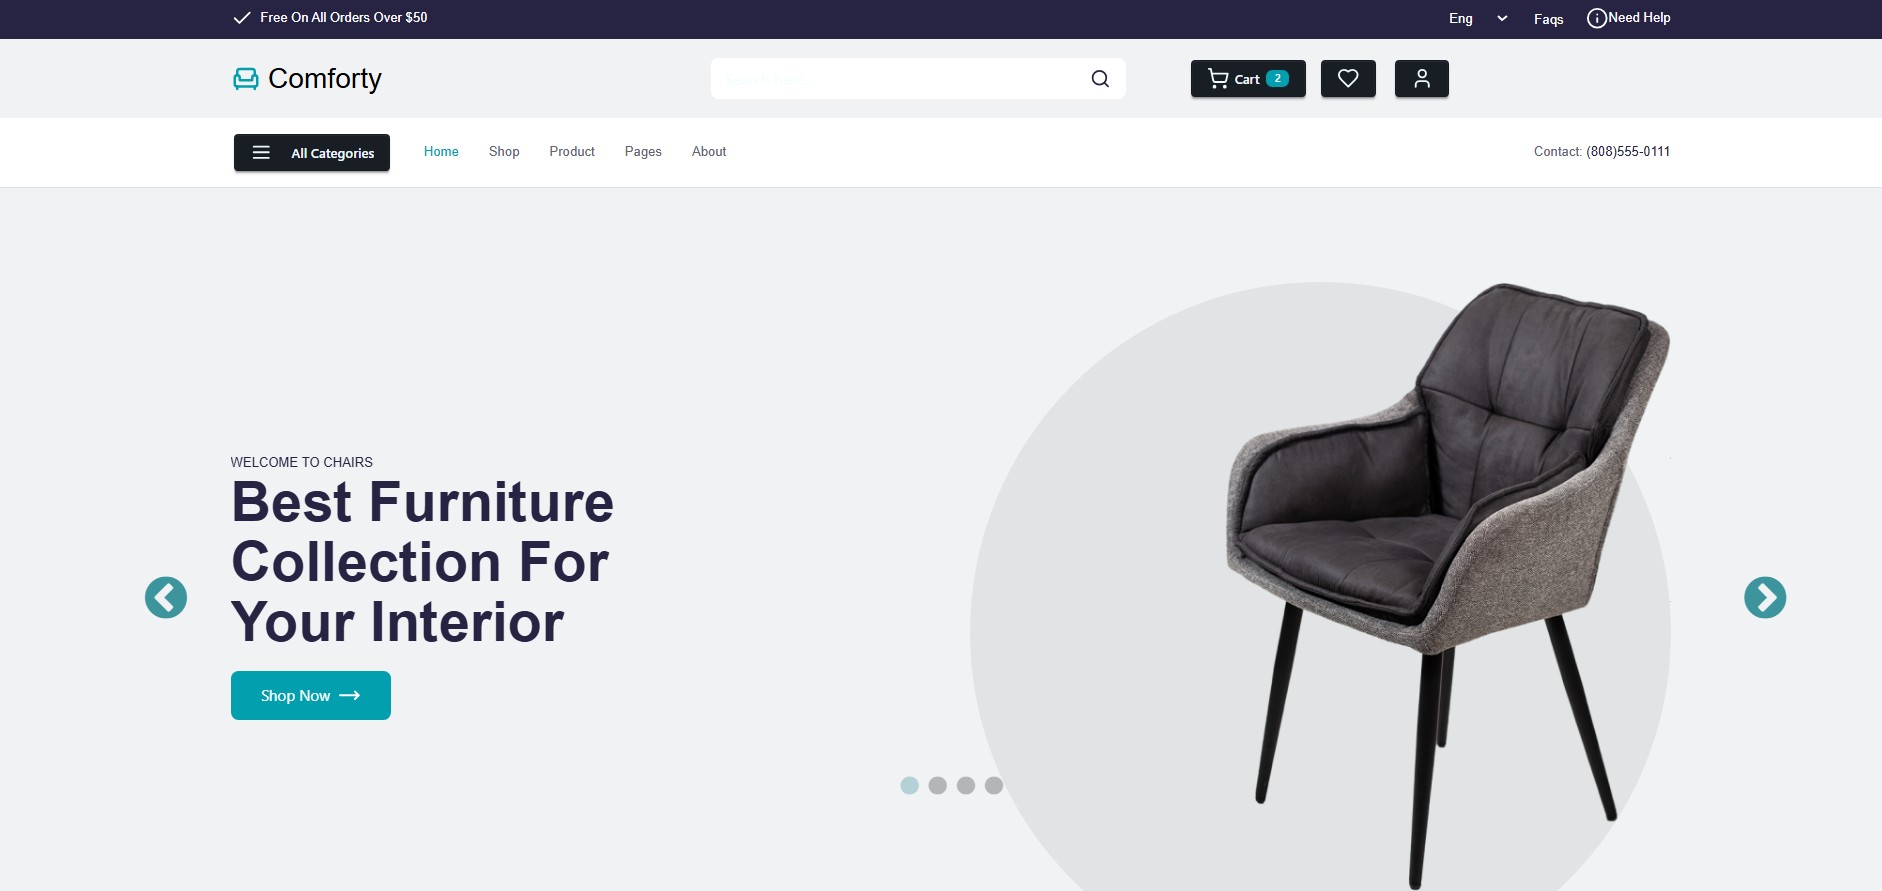 Free On All Orders Over $50
Eng
Faqs
Need Help
Comforty
Cart 2
All Categories
Home
Shop
Product
Pages
About
Contact: (808)555-0111
WELCOME TO CHAIRS
Best Furniture
Collection For
Your Interior
Shop Now